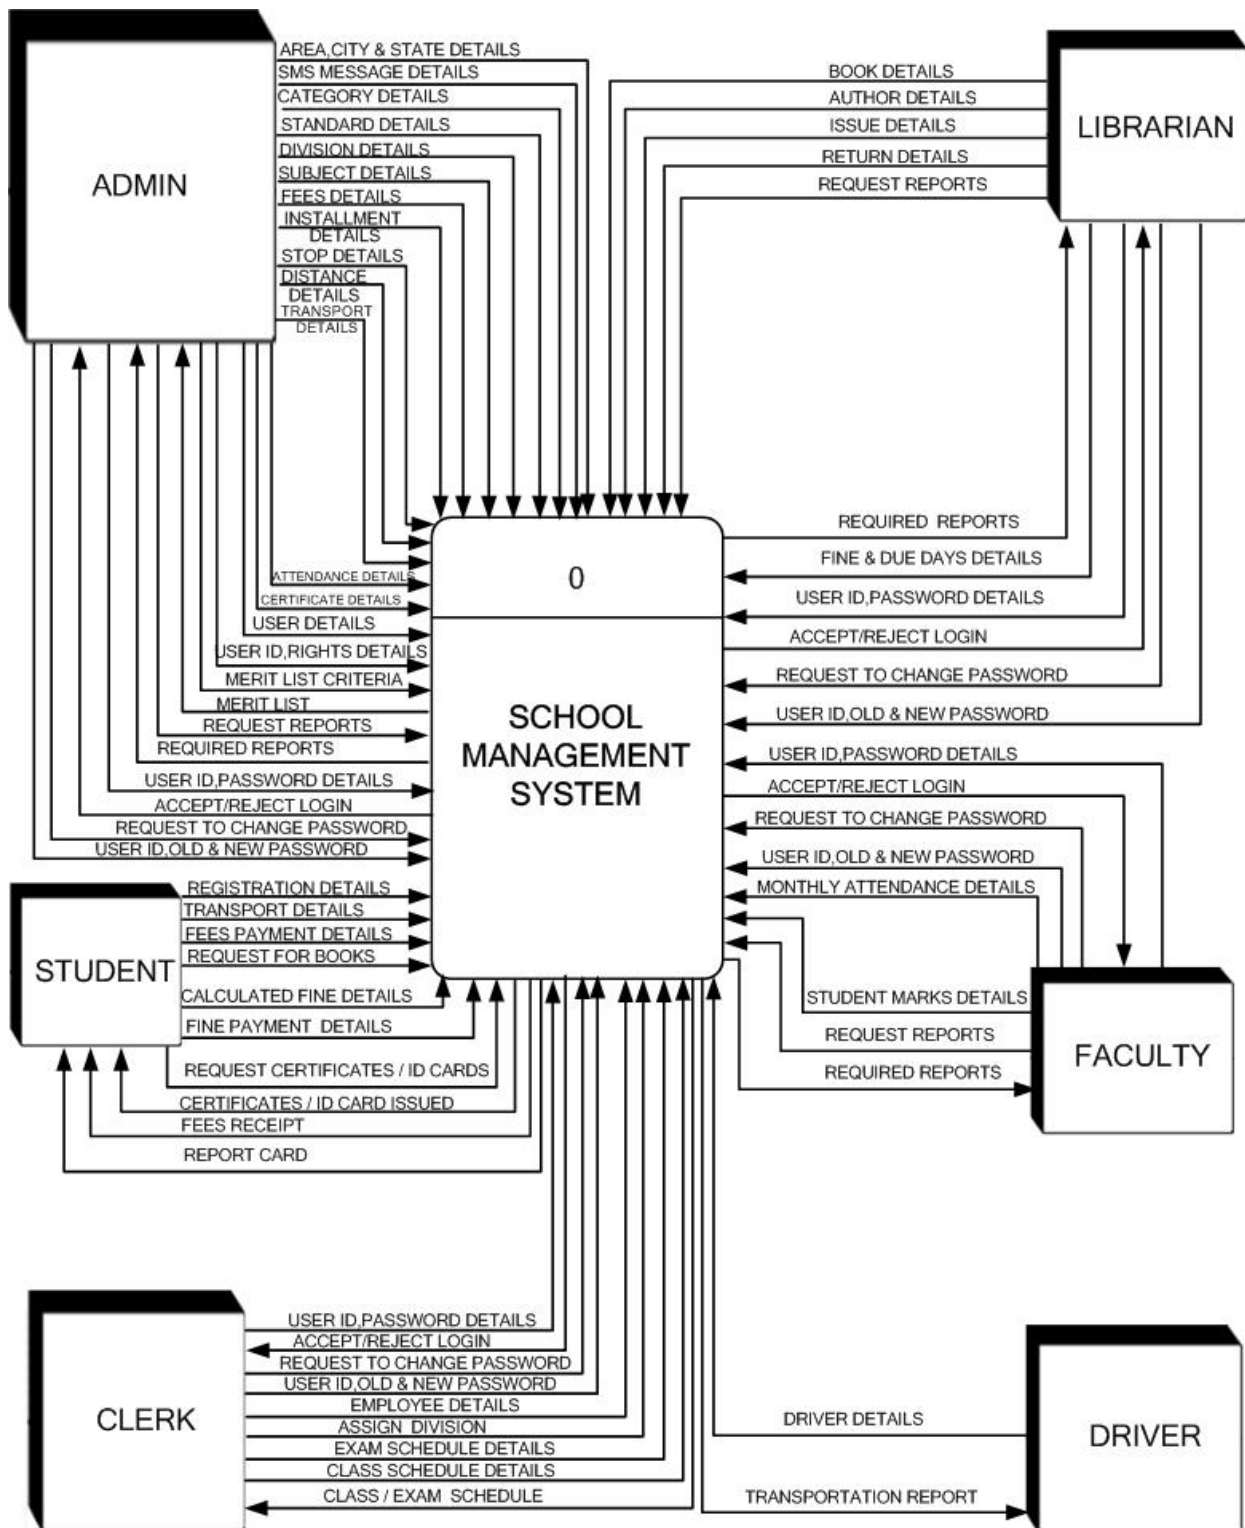 ADMIN
AREA,CITY & STATE DETAILS
SMS MESSAGE DETAILS
CATEGORY DETAILS
STANDARD DETAILS
DIVISION DETAILS
SUBJECT DETAILS
FEES DETAILS
INSTALLMENT
DETAILS
STOP DETAILS
DISTANCE
DETAILS
TRANSPORT
DETAILS
ATTENDANCE DETAILS
CERTIFICATE DETAILS
USER DETAILS
USER ID,RIGHTS DETAILS
MERIT LIST CRITERIA
MERIT LIST
REQUEST REPORTS
REQUIRED REPORTS
USER ID,PASSWORD DETAILS
ACCEPT/REJECT LOGIN
REQUEST TO CHANGE PASSWORD
USER ID,OLD & NEW PASSWORD
LIBRARIAN
BOOK DETAILS
AUTHOR DETAILS
ISSUE DETAILS
RETURN DETAILS
REQUEST REPORTS
REQUIRED REPORTS
FINE & DUE DAYS DETAILS
USER ID,PASSWORD DETAILS
ACCEPT/REJECT LOGIN
REQUEST TO CHANGE PASSWORD
USER ID,OLD & NEW PASSWORD
0
SCHOOL
MANAGEMENT
SYSTEM
USER ID,PASSWORD DETAILS
ACCEPT/REJECT LOGIN
REQUEST TO CHANGE PASSWORD
USER ID,OLD & NEW PASSWORD
MONTHLY ATTENDANCE DETAILS
STUDENT MARKS DETAILS
REQUEST REPORTS
REQUIRED REPORTS
FACULTY
STUDENT
REGISTRATION DETAILS
TRANSPORT DETAILS
FEES PAYMENT DETAILS
REQUEST FOR BOOKS
CALCULATED FINE DETAILS
FINE PAYMENT DETAILS
REQUEST CERTIFICATES / ID CARDS
CERTIFICATES / ID CARD ISSUED
FEES RECEIPT
REPORT CARD
CLERK
USER ID,PASSWORD DETAILS
ACCEPT/REJECT LOGIN
REQUEST TO CHANGE PASSWORD
USER ID,OLD & NEW PASSWORD
EMPLOYEE DETAILS
ASSIGN DIVISION
EXAM SCHEDULE DETAILS
CLASS SCHEDULE DETAILS
CLASS / EXAM SCHEDULE
DRIVER DETAILS
TRANSPORTATION REPORT
DRIVER